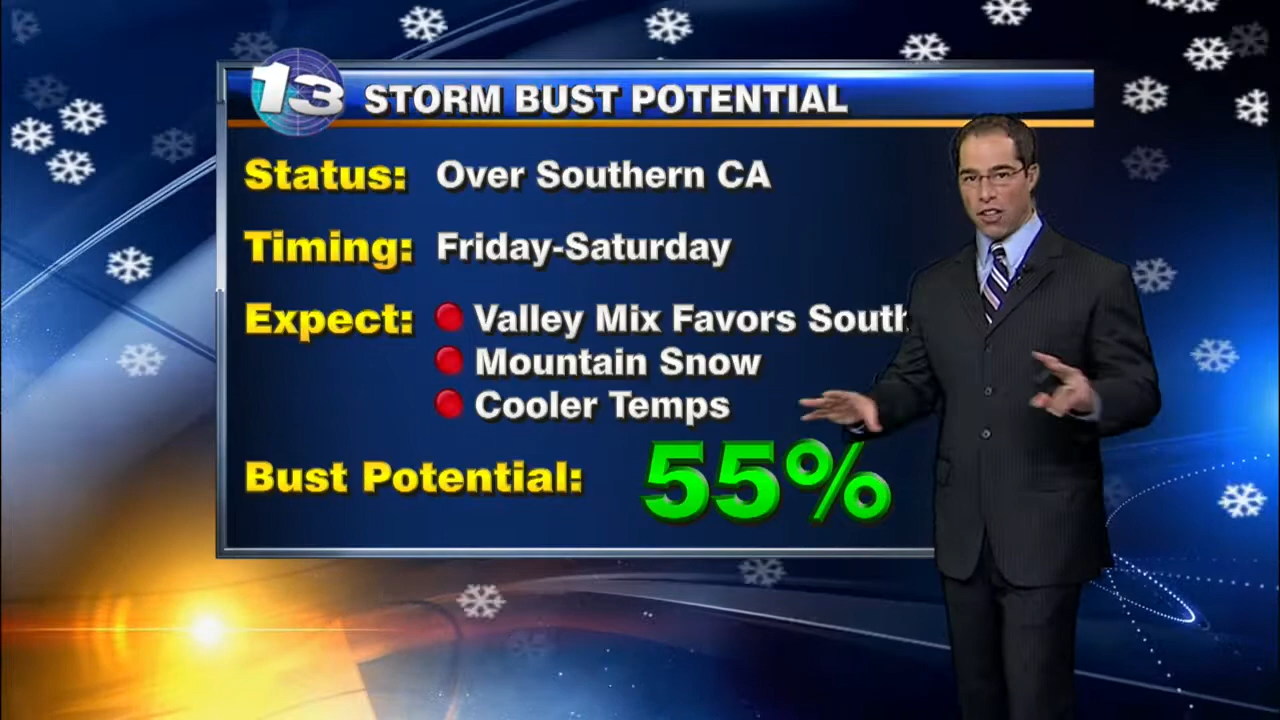 13 STORM BUST POTENTIAL
Status: Over Southern CA
Timing: Friday-Saturday
Expect: Valley Mix Favors South
Mountain Snow
Cooler Temps
Bust Potential: 55%